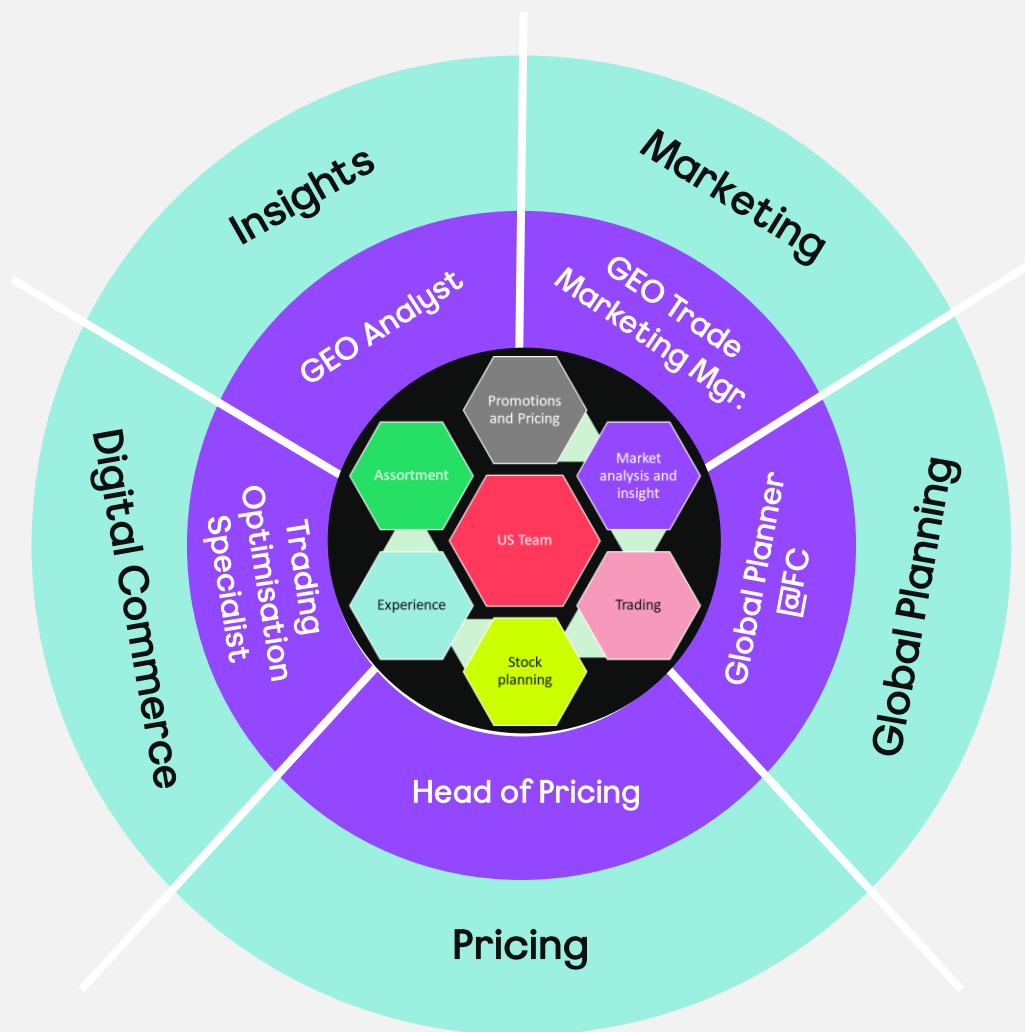 Insights
Marketing
GEO Analyst
GEO Trade
Marketing Mgr.
Digital Commerce
Trading
Optimisation
Specialist
Promotions
and Pricing
Assortment
Market
analysis and
insight
US Team
Experience
Trading
Stock
planning
Global Planner
@FC
Global Planning
Head of Pricing
Pricing